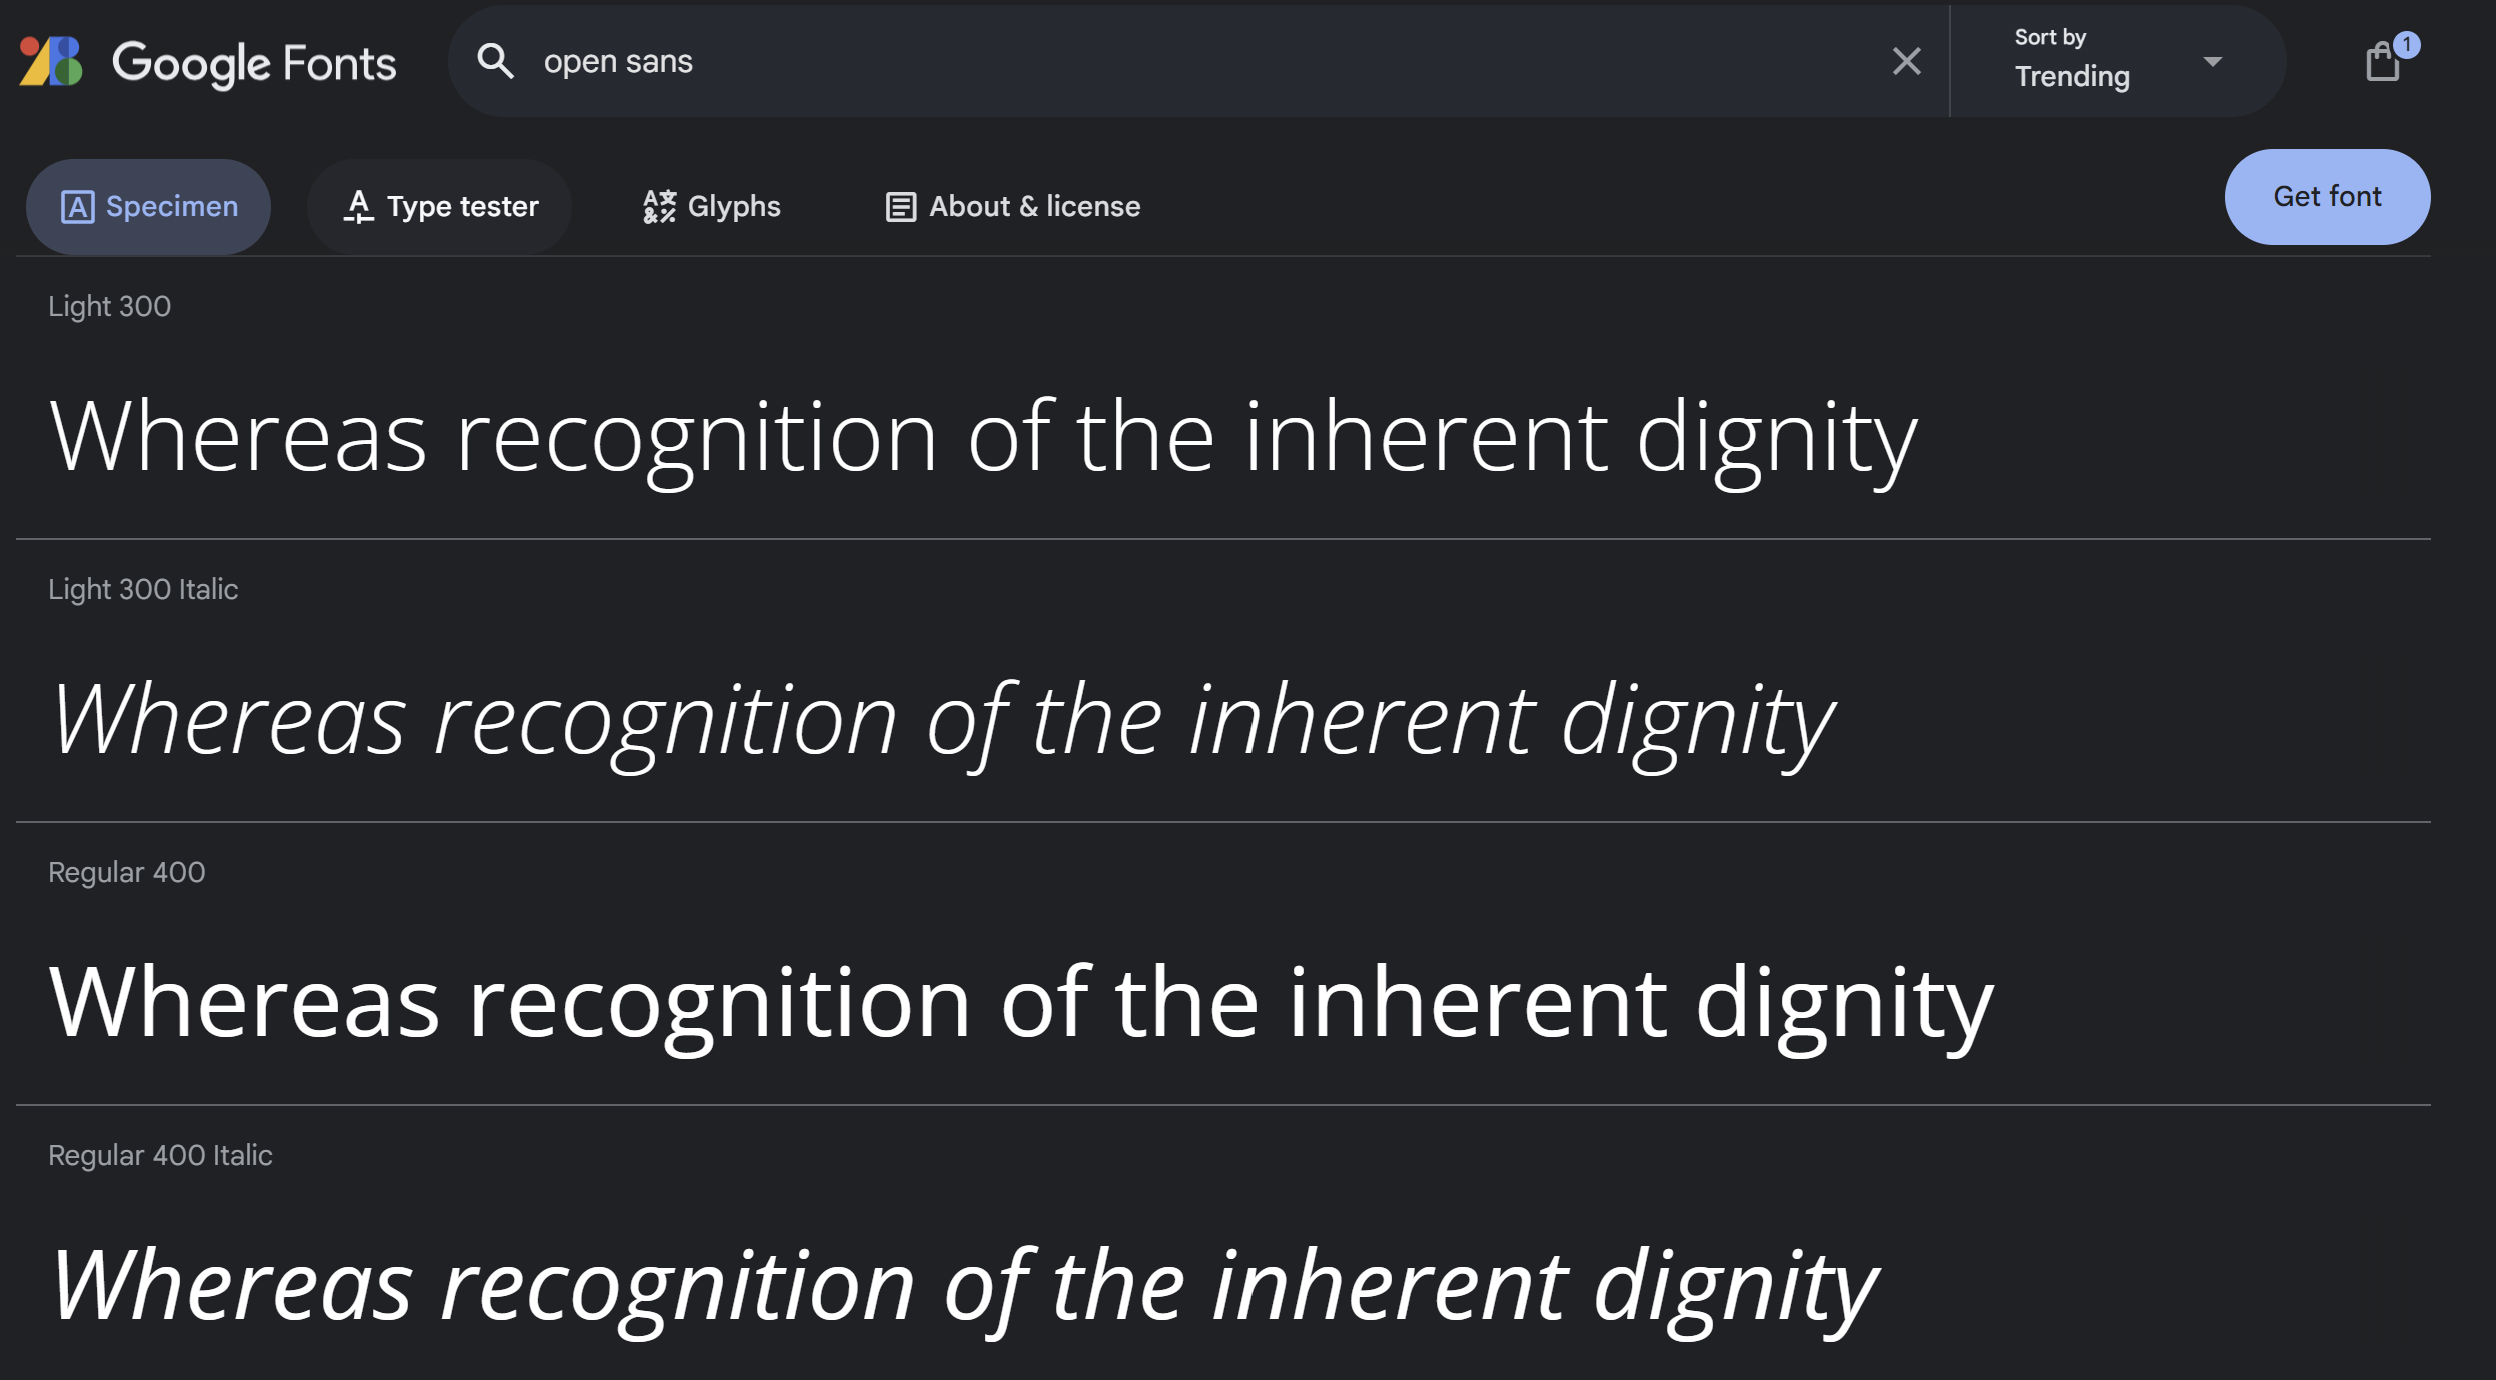 Google Fonts
open sans
Sort by
Trending
1
Specimen
Type tester
Glyphs
About & license
Get font
Light 300
Whereas recognition of the inherent dignity
Light 300 Italic
Whereas recognition of the inherent dignity
Regular 400
Whereas recognition of the inherent dignity
Regular 400 Italic
Whereas recognition of the inherent dignity